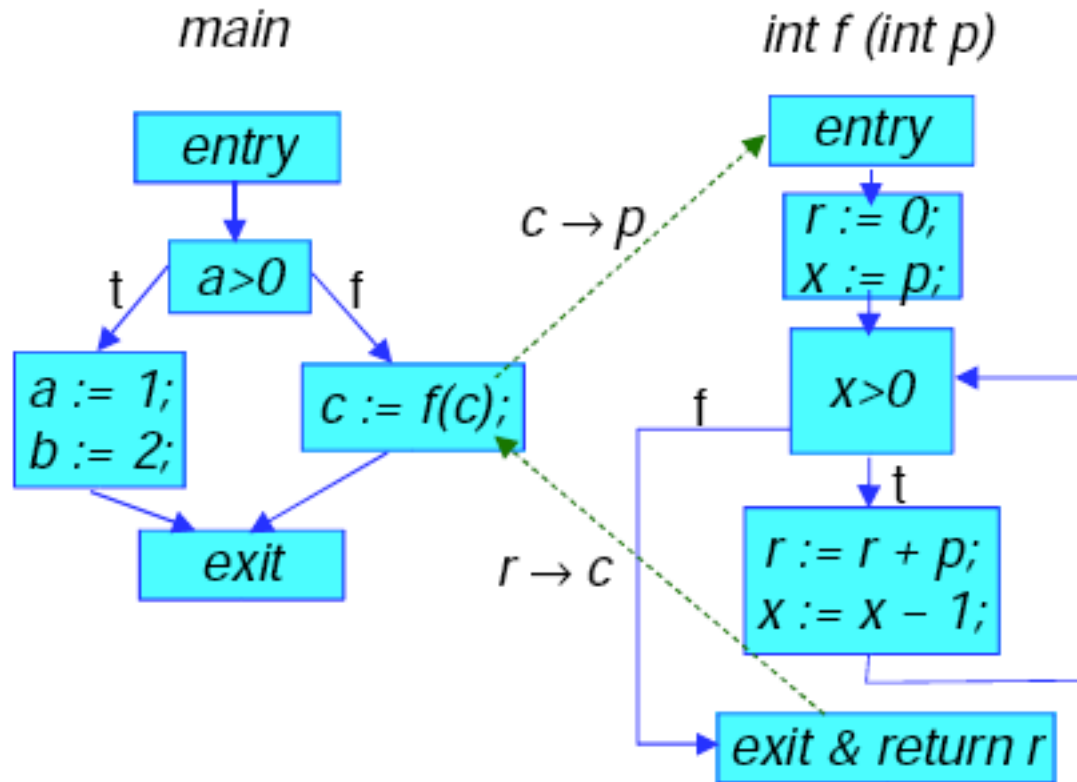 main
entry
a>0
t
f
a := 1;
b := 2;
c := f(c);
exit
c → p
r → c
int f (int p)
entry
r := 0;
x := p;
x>0
f
t
r := r + p;
x := x – 1;
exit & return r